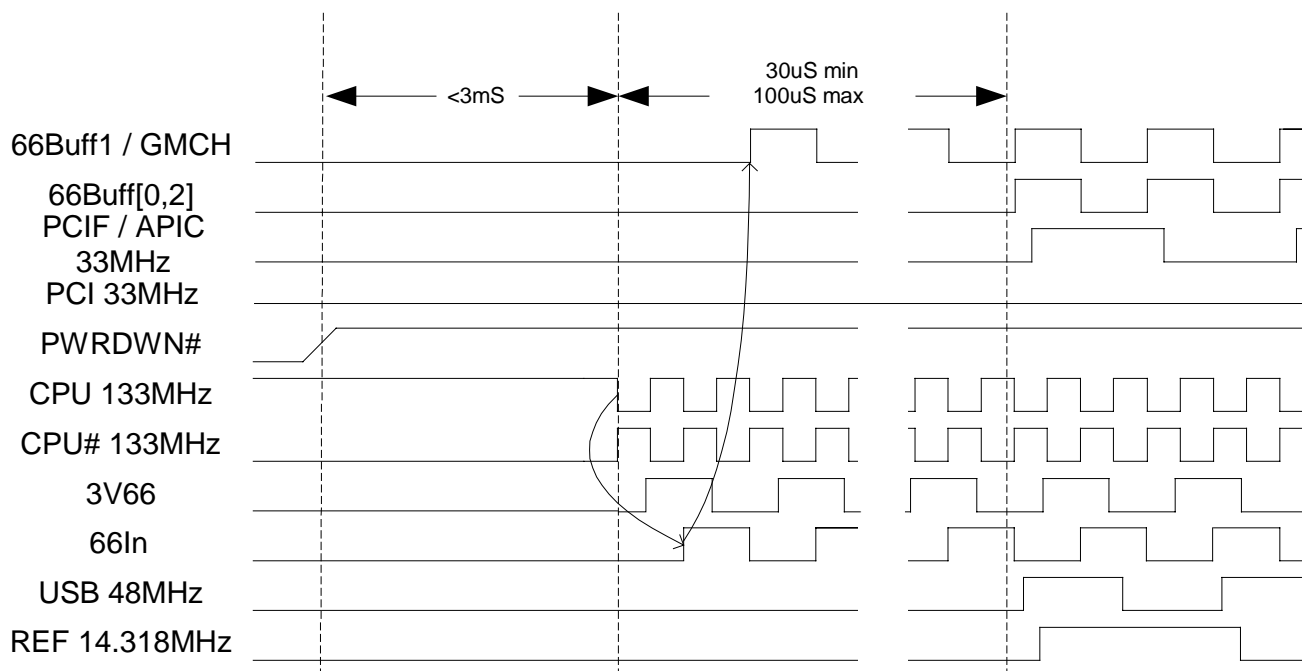 30uS min
<3mS
100uS max
66Buff1 / GMCH
66Buff[0,2]
PCIF / APIC
33MHz
PCI 33MHz
PWRDWN#
CPU 133MHz
CPU# 133MHz
3V66
66In
USB 48MHz
REF 14.318MHz